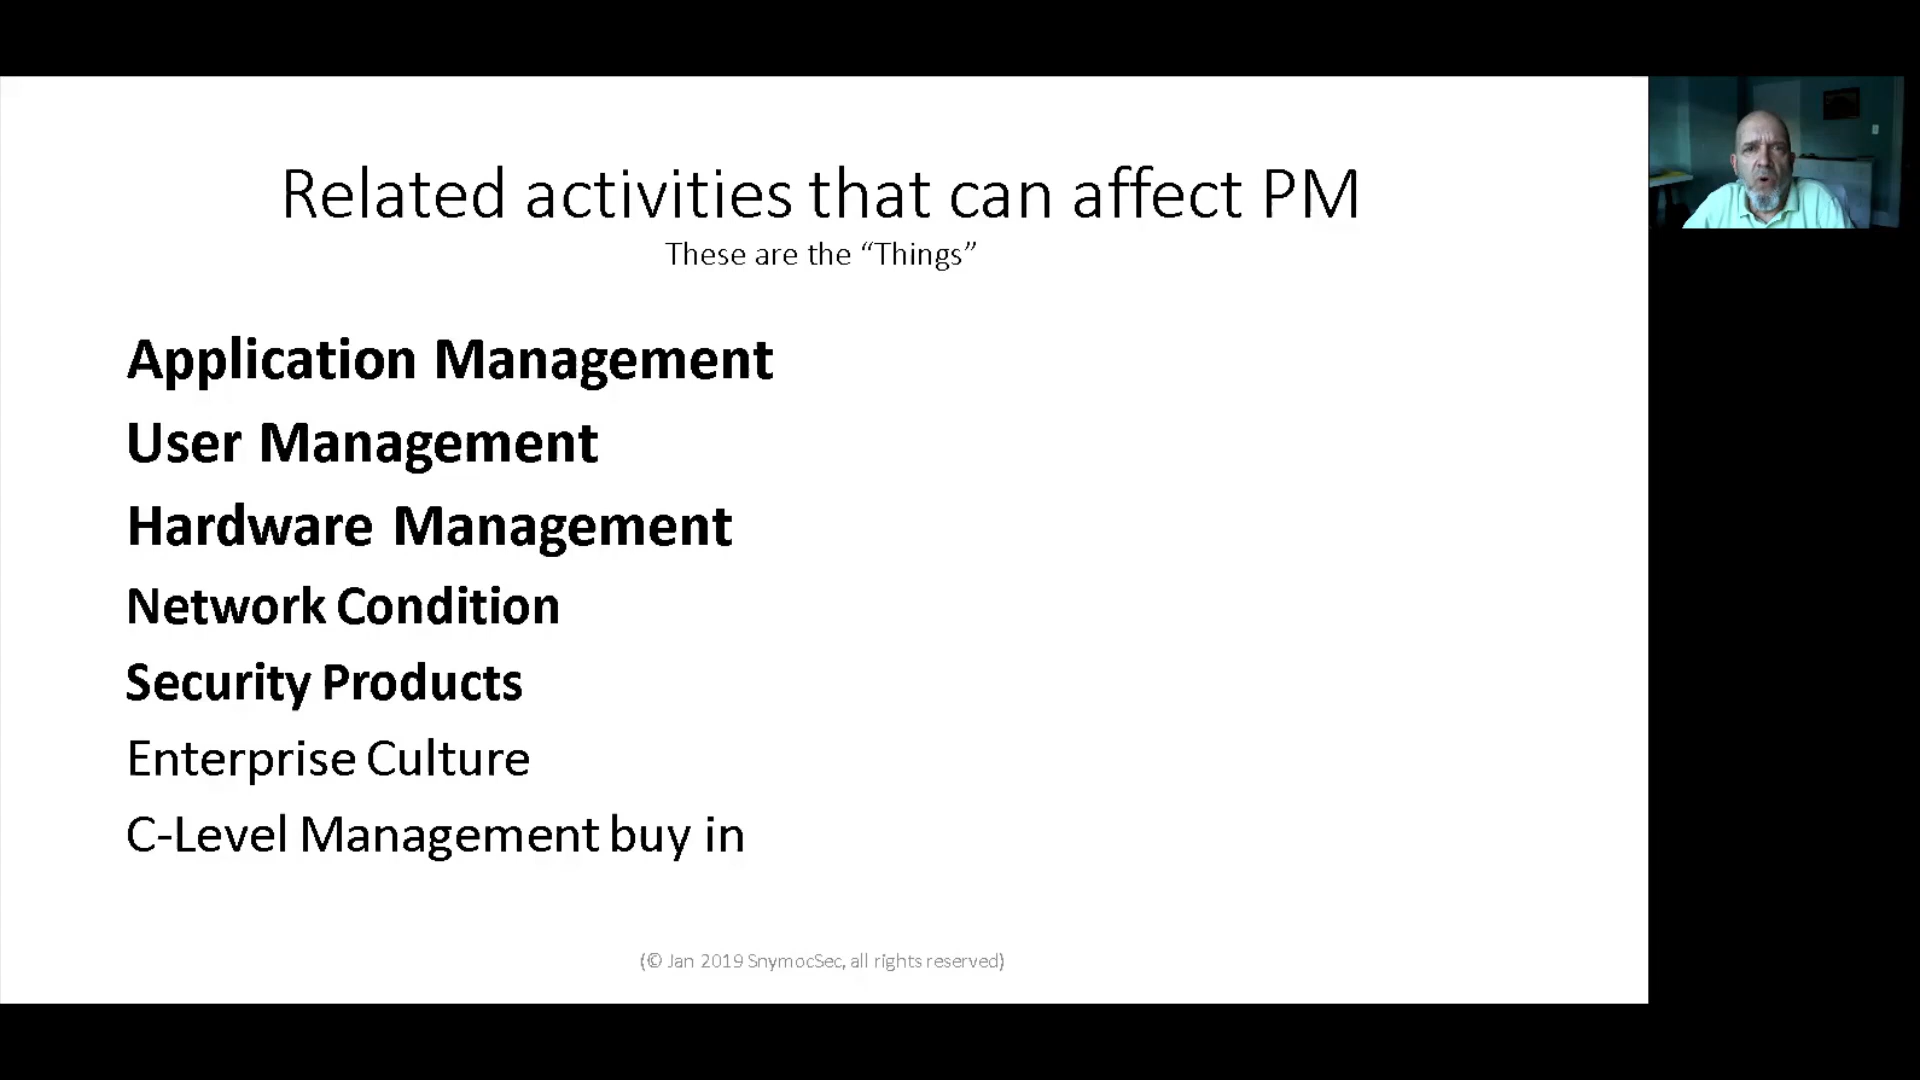 Related activities that can affect PM
These are the “Things”
Application Management
User Management
Hardware Management
Network Condition
Security Products
Enterprise Culture
C-Level Management buy in
(© Jan 2019 SnymocSec, all rights reserved)